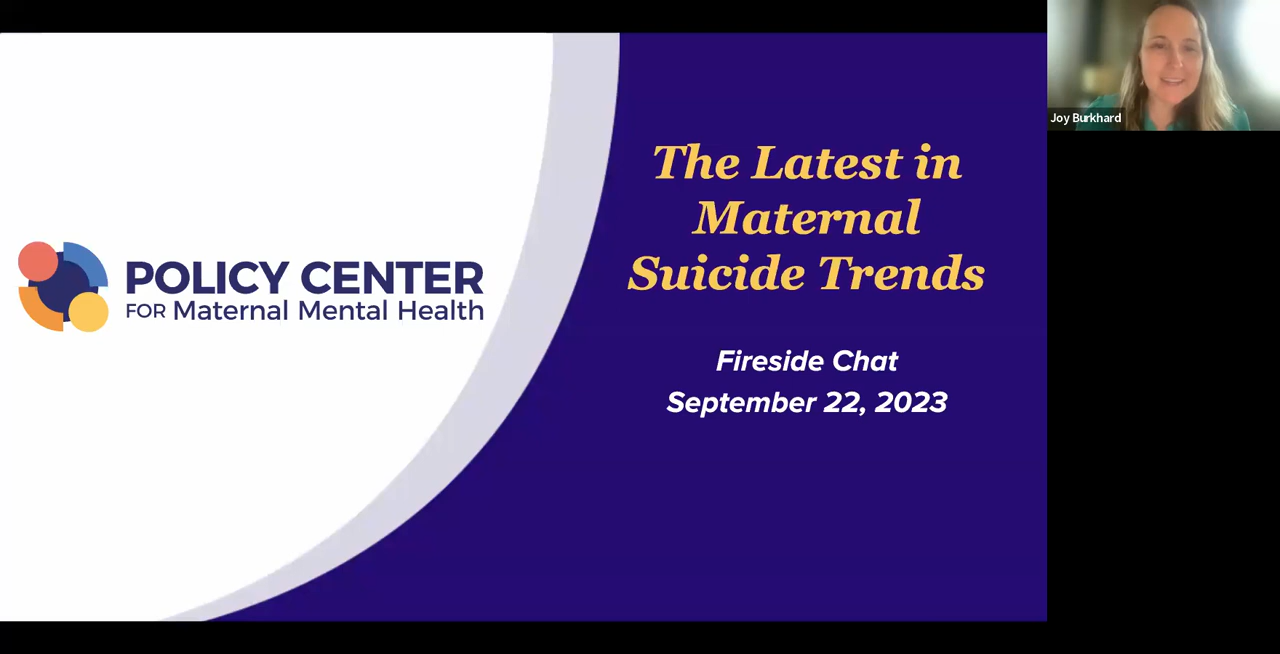 POLICY CENTER
FOR Maternal Mental Health
The Latest in
Maternal
Suicide Trends
Fireside Chat
September 22, 2023
Joy Burkhard